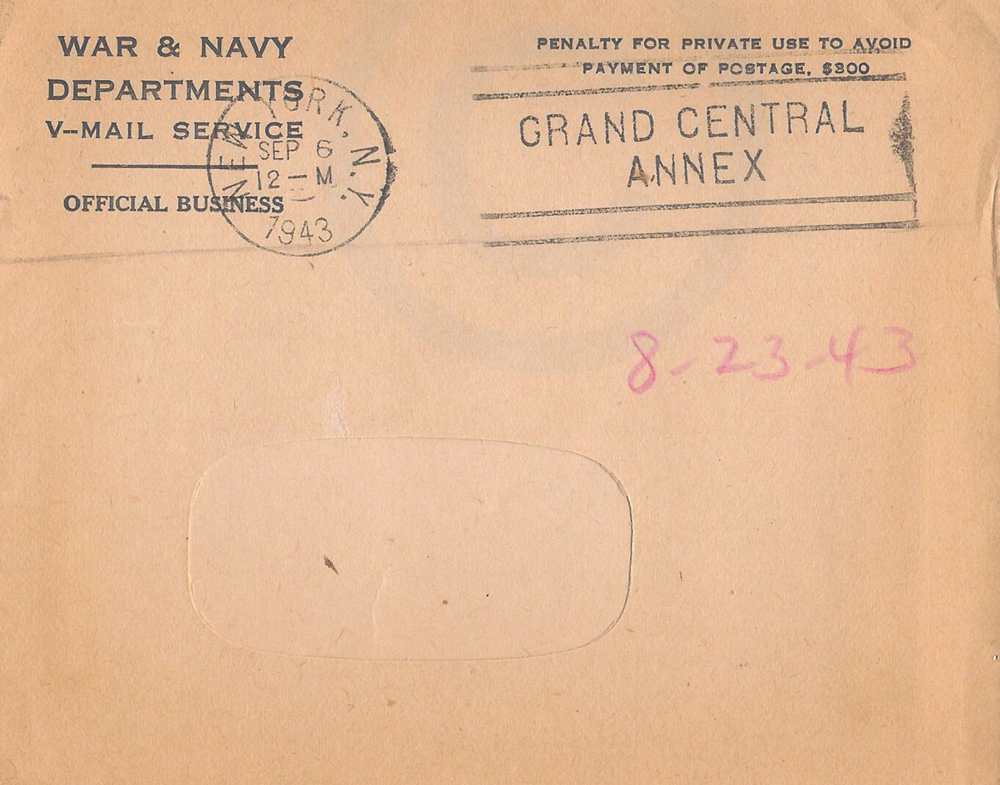 WAR & NAVY
DEPARTMENTS
V–MAIL SERVICE
OFFICIAL BUSINESS
NEW YORK, N.Y.
SEP 6
12 – M
1943
PENALTY FOR PRIVATE USE TO AVOID
PAYMENT OF POSTAGE, $300
GRAND CENTRAL
ANNEX
8-23-43